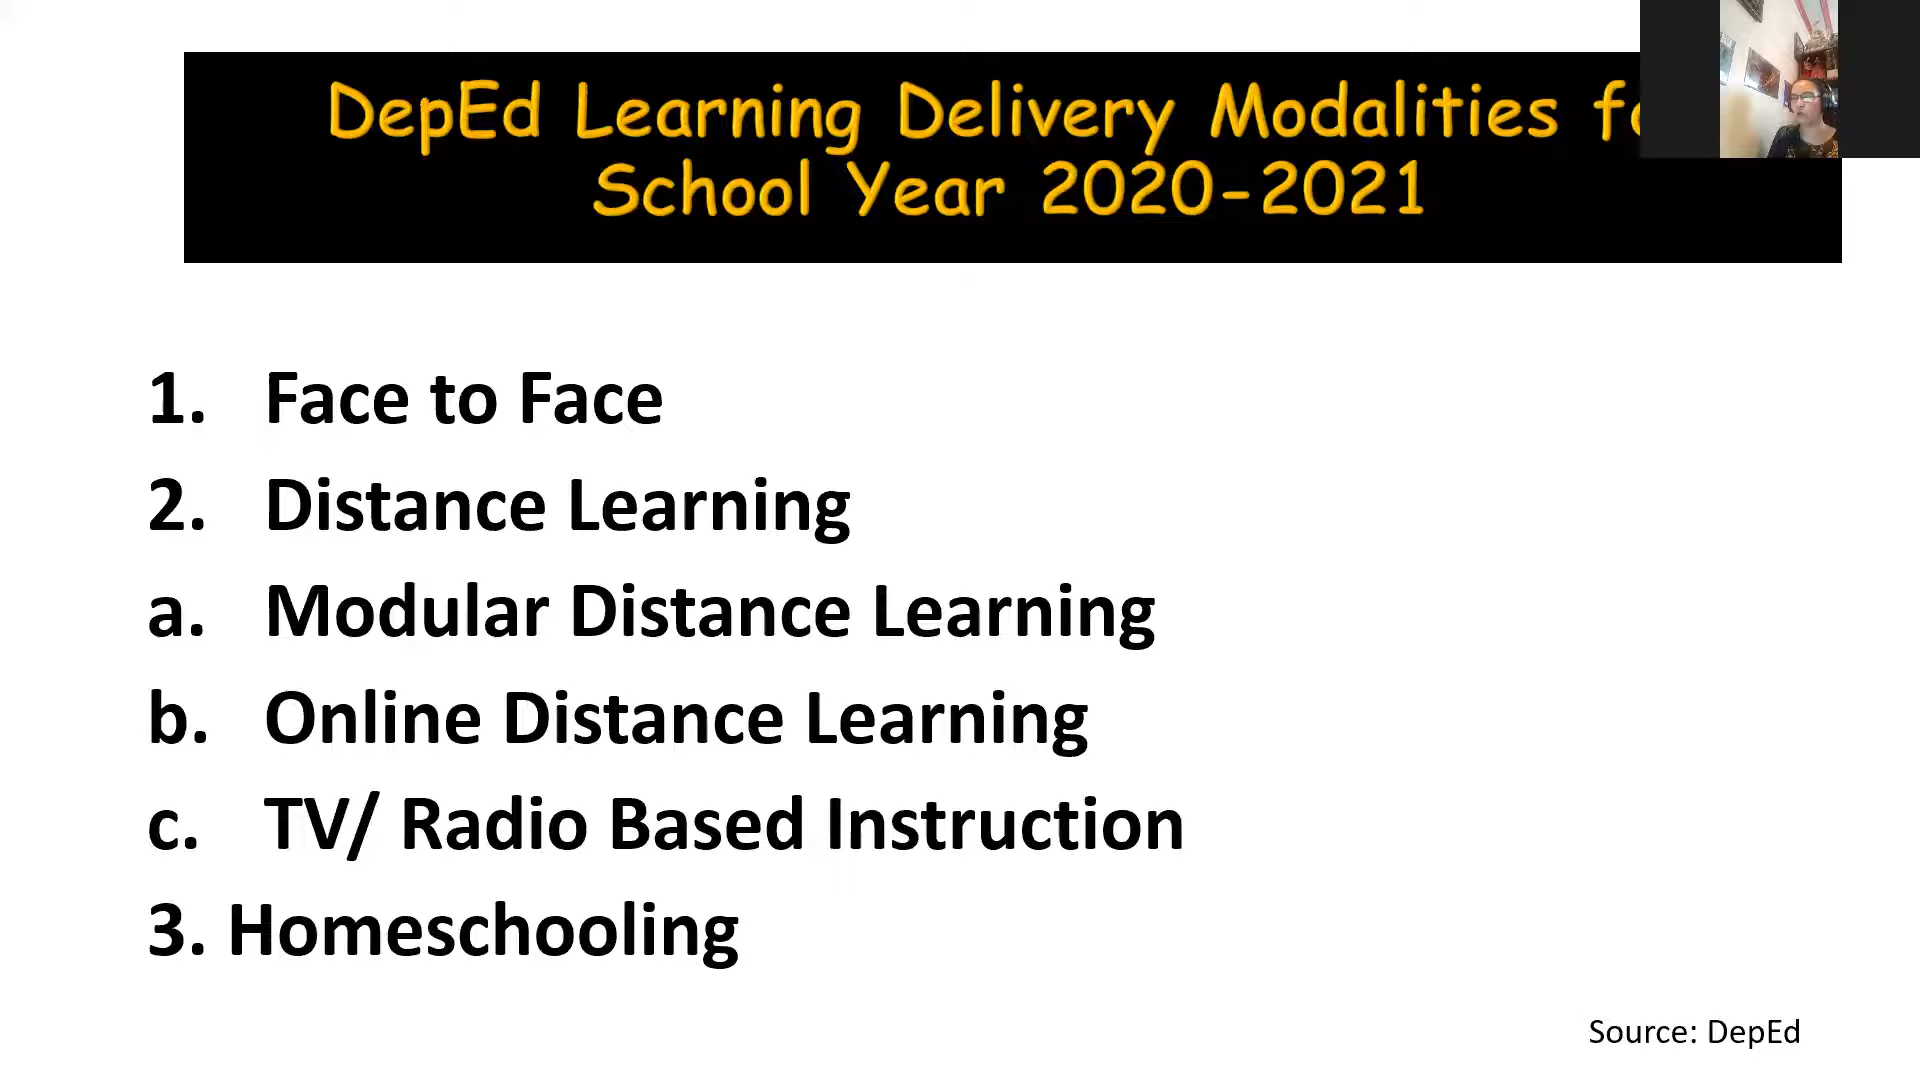 DepEd Learning Delivery Modalities
School Year 2020-2021
1. Face to Face
2. Distance Learning
a. Modular Distance Learning
b. Online Distance Learning
c. TV/ Radio Based Instruction
3. Homeschooling
Source: DepEd